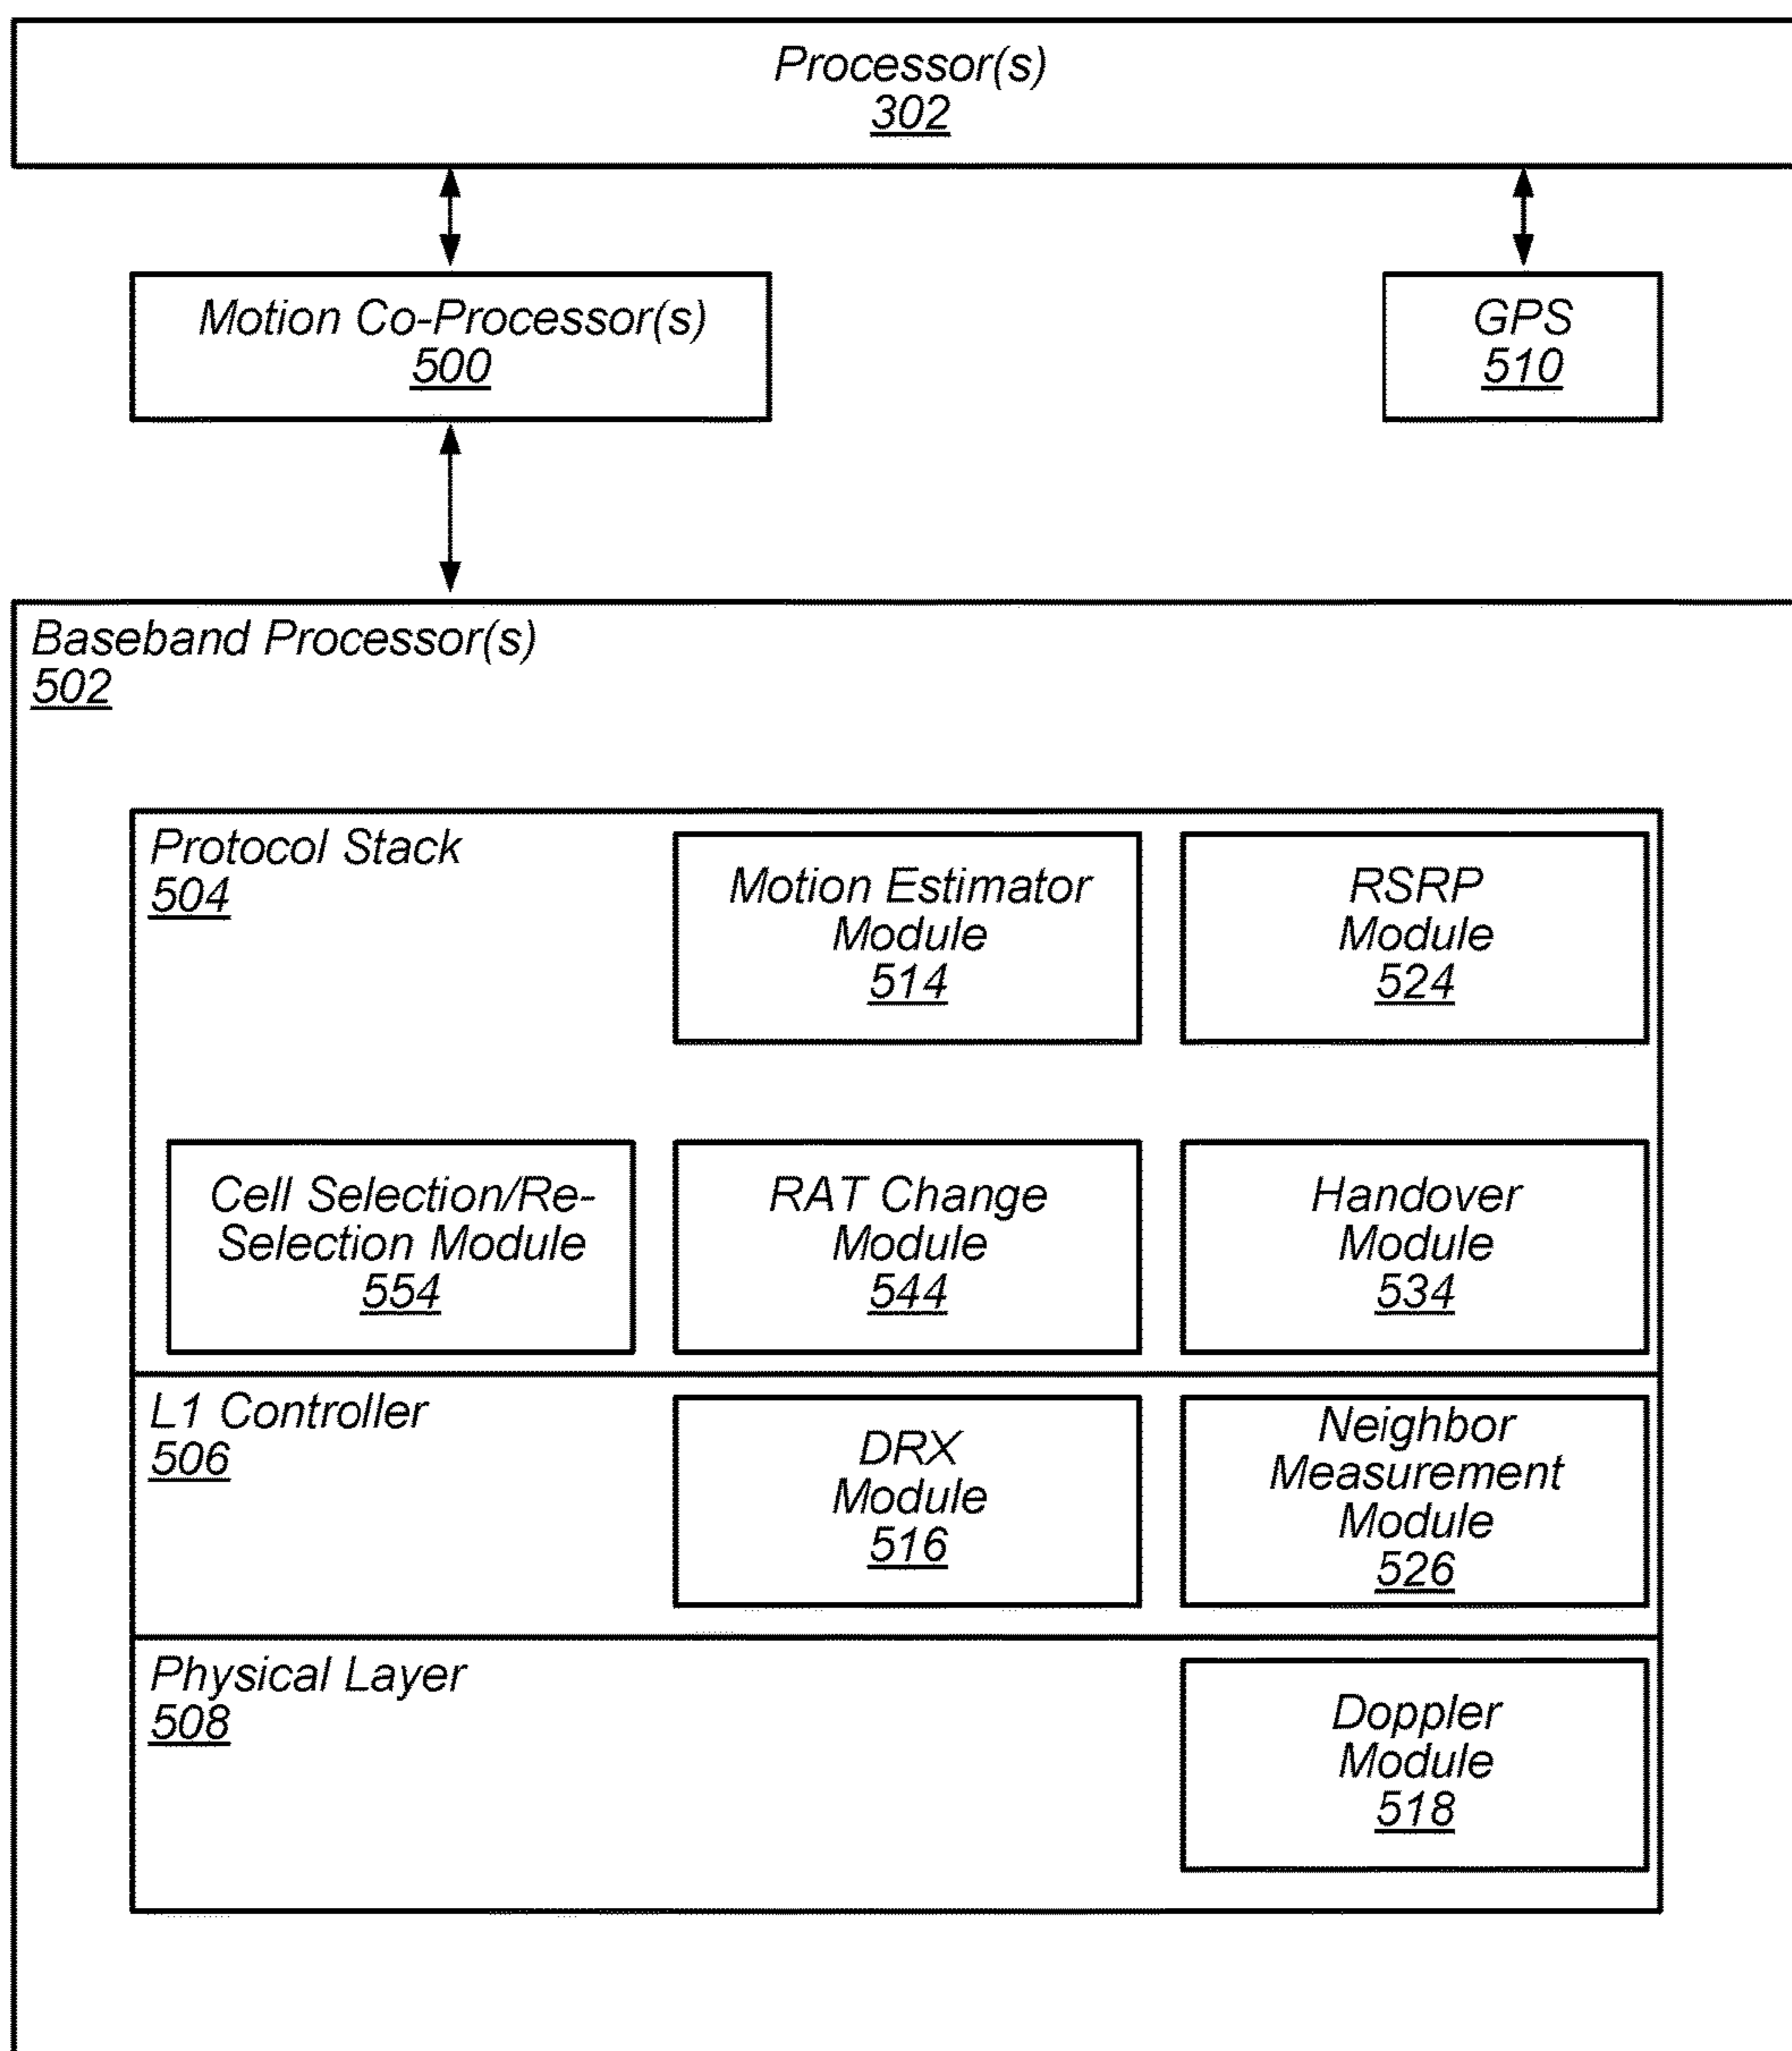 Processor(s)
302
Motion Co-Processor(s)
500
GPS
510
Baseband Processor(s)
502
Protocol Stack
504
Motion Estimator
Module
514
RSRP
Module
524
Cell Selection/Re-
Selection Module
554
RAT Change
Module
544
Handover
Module
534
L1 Controller
506
DRX
Module
516
Neighbor
Measurement
Module
526
Physical Layer
508
Doppler
Module
518